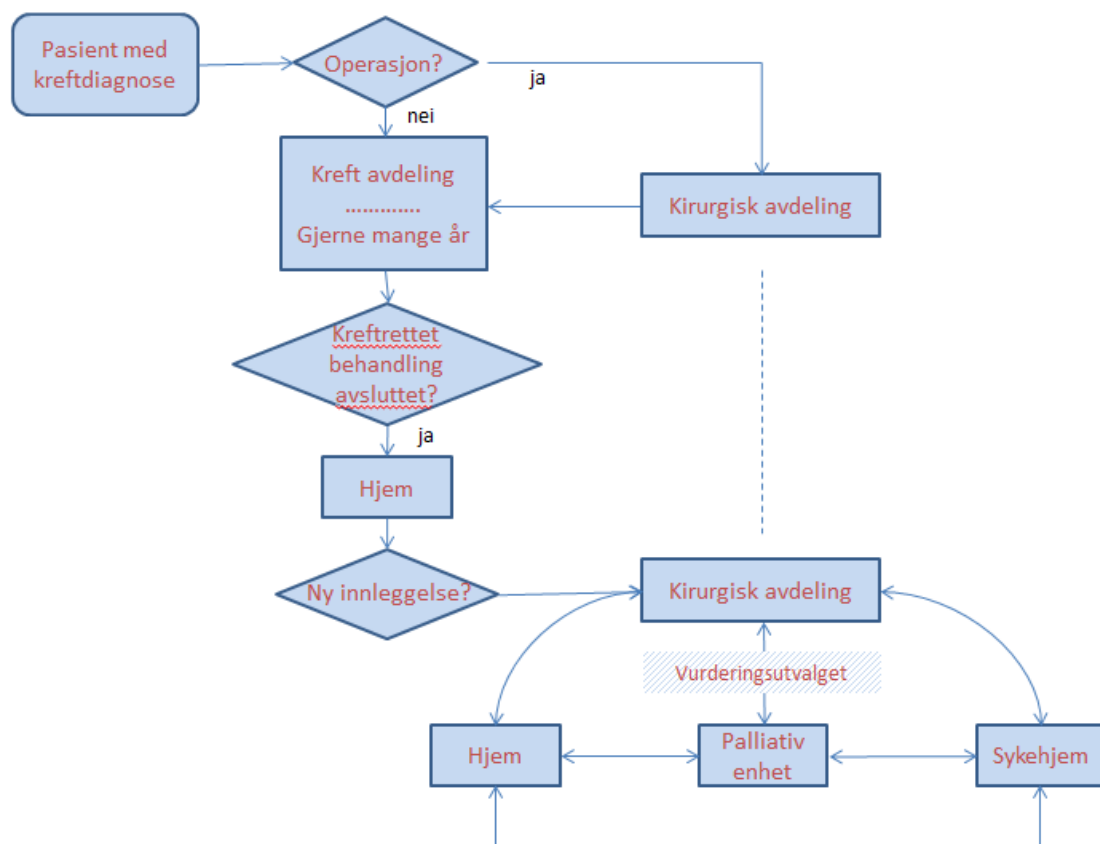 Pasient med
kreftdiagnose
Operasjon?
ja
nei
Kreft avdeling
.............
Gjerne mange år
Kirurgisk avdeling
Kreftrettet
behandling
avsluttet?
ja
Hjem
Ny innleggelse?
Kirurgisk avdeling
Vurderingsutvalget
Hjem
Palliativ
enhet
Sykehjem